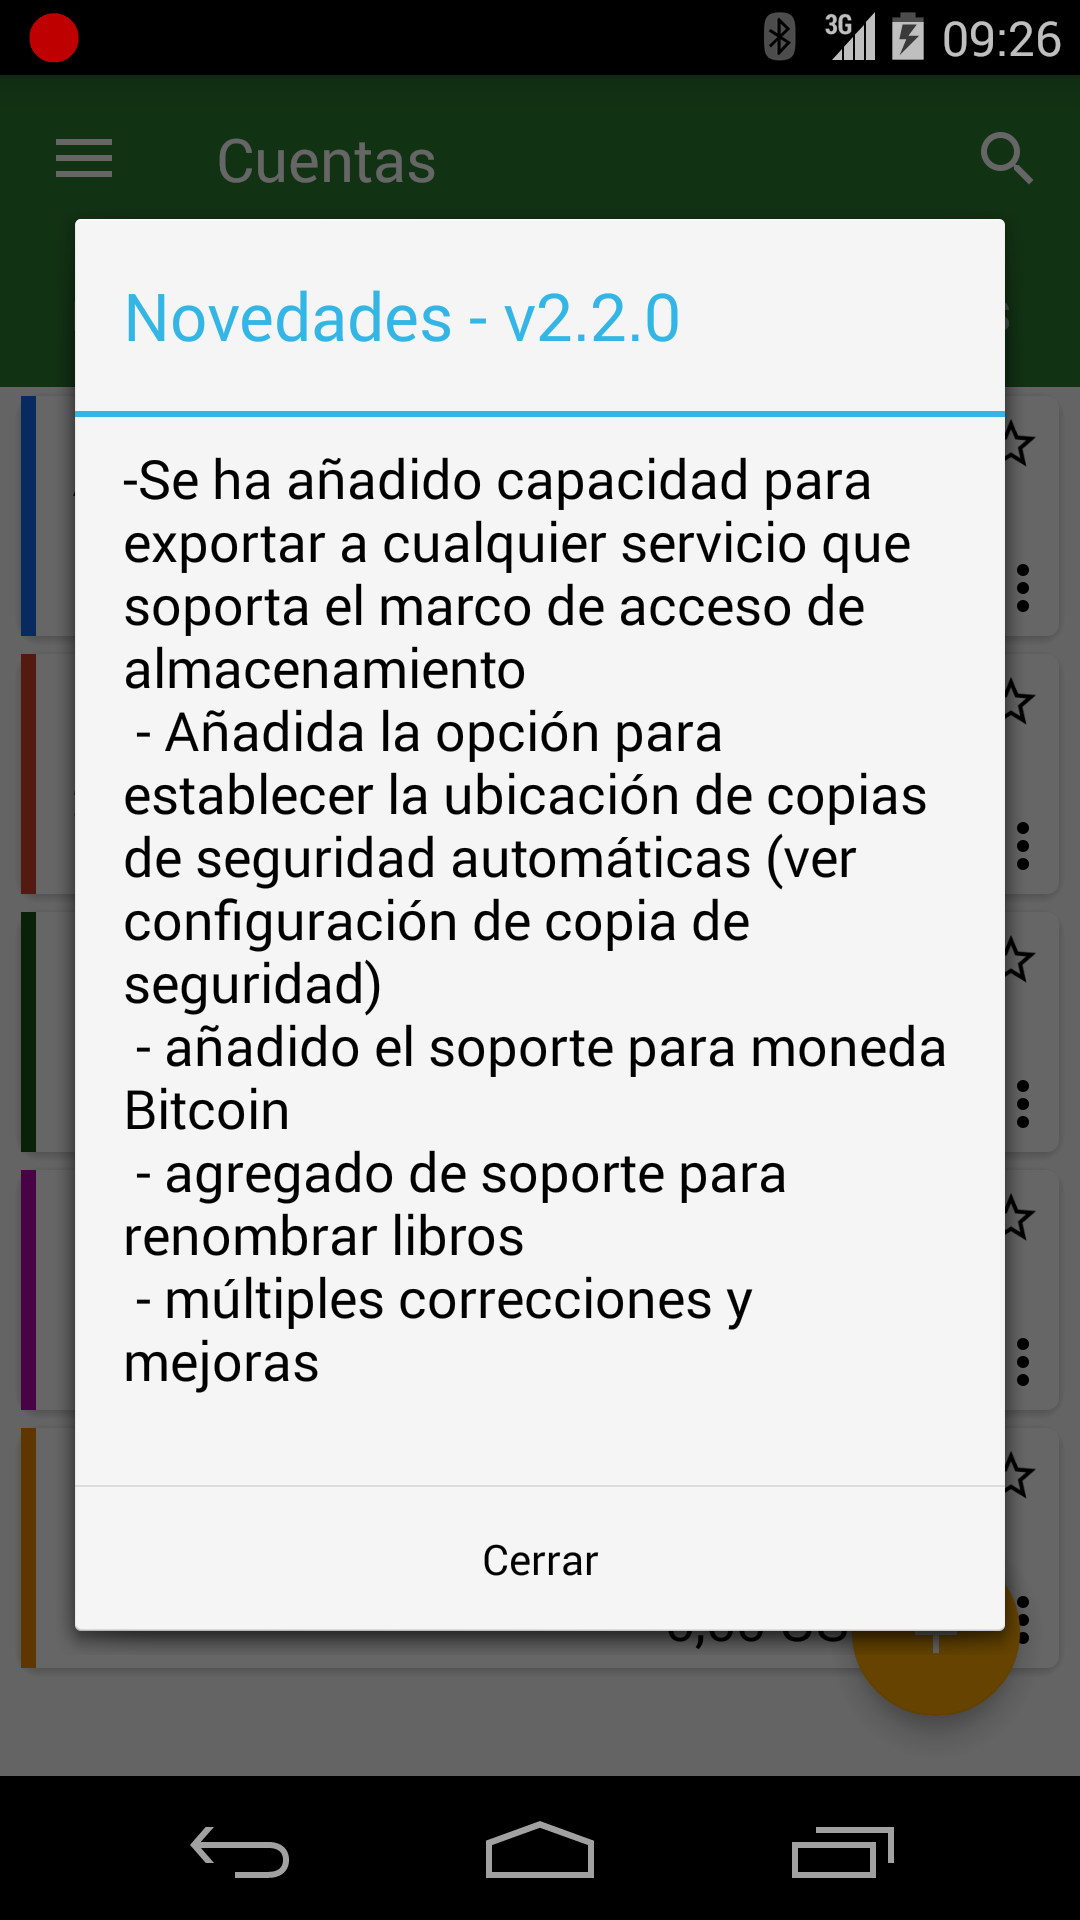 3G 09:26
Cuentas
Novedades - v2.2.0
-Se ha añadido capacidad para
exportar a cualquier servicio que
soporta el marco de acceso de
almacenamiento
- Añadida la opción para
establecer la ubicación de copias
de seguridad automáticas (ver
configuración de copia de
seguridad)
- añadido el soporte para moneda
Bitcoin
- agregado de soporte para
renombrar libros
- múltiples correcciones y
mejoras
Cerrar